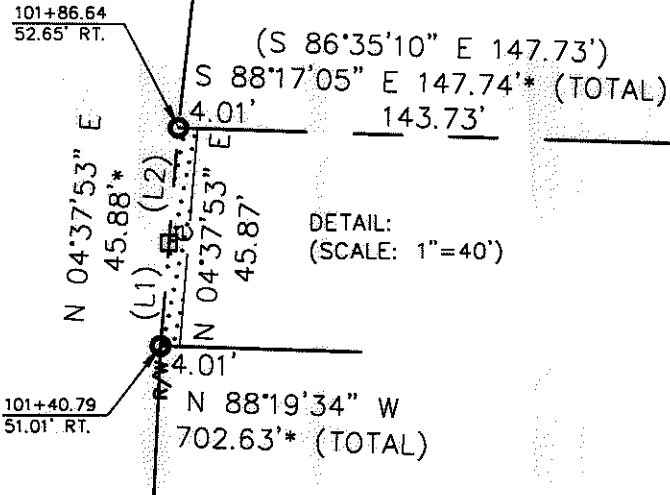 101+86.64
52.65' RT.
(S 86°35'10" E 147.73')
S 88°17'05" E 147.74'* (TOTAL)
4.01'
143.73'
N 04°37'53" E
45.88'*
(L2)
(L1)
N 04°37'53" E
45.87'
DETAIL:
(SCALE: 1"=40')
4.01'
R/W
101+40.79
51.01' RT.
N 88°19'34" W
702.63'* (TOTAL)